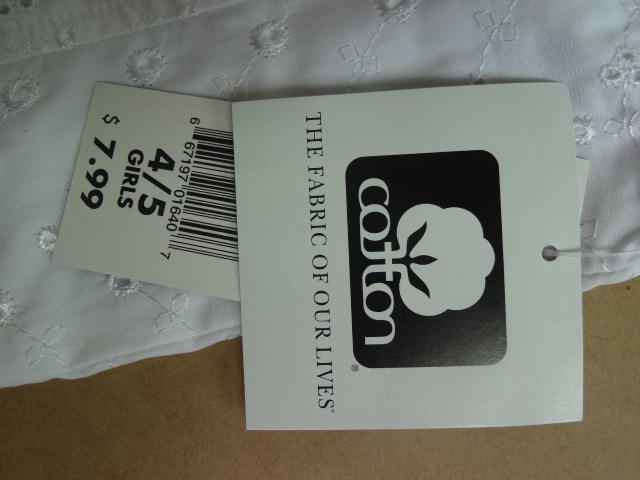 cotton
®
THE FABRIC OF OUR LIVES®
6 67197 01640 7
4/5
GIRLS
$ 7.99